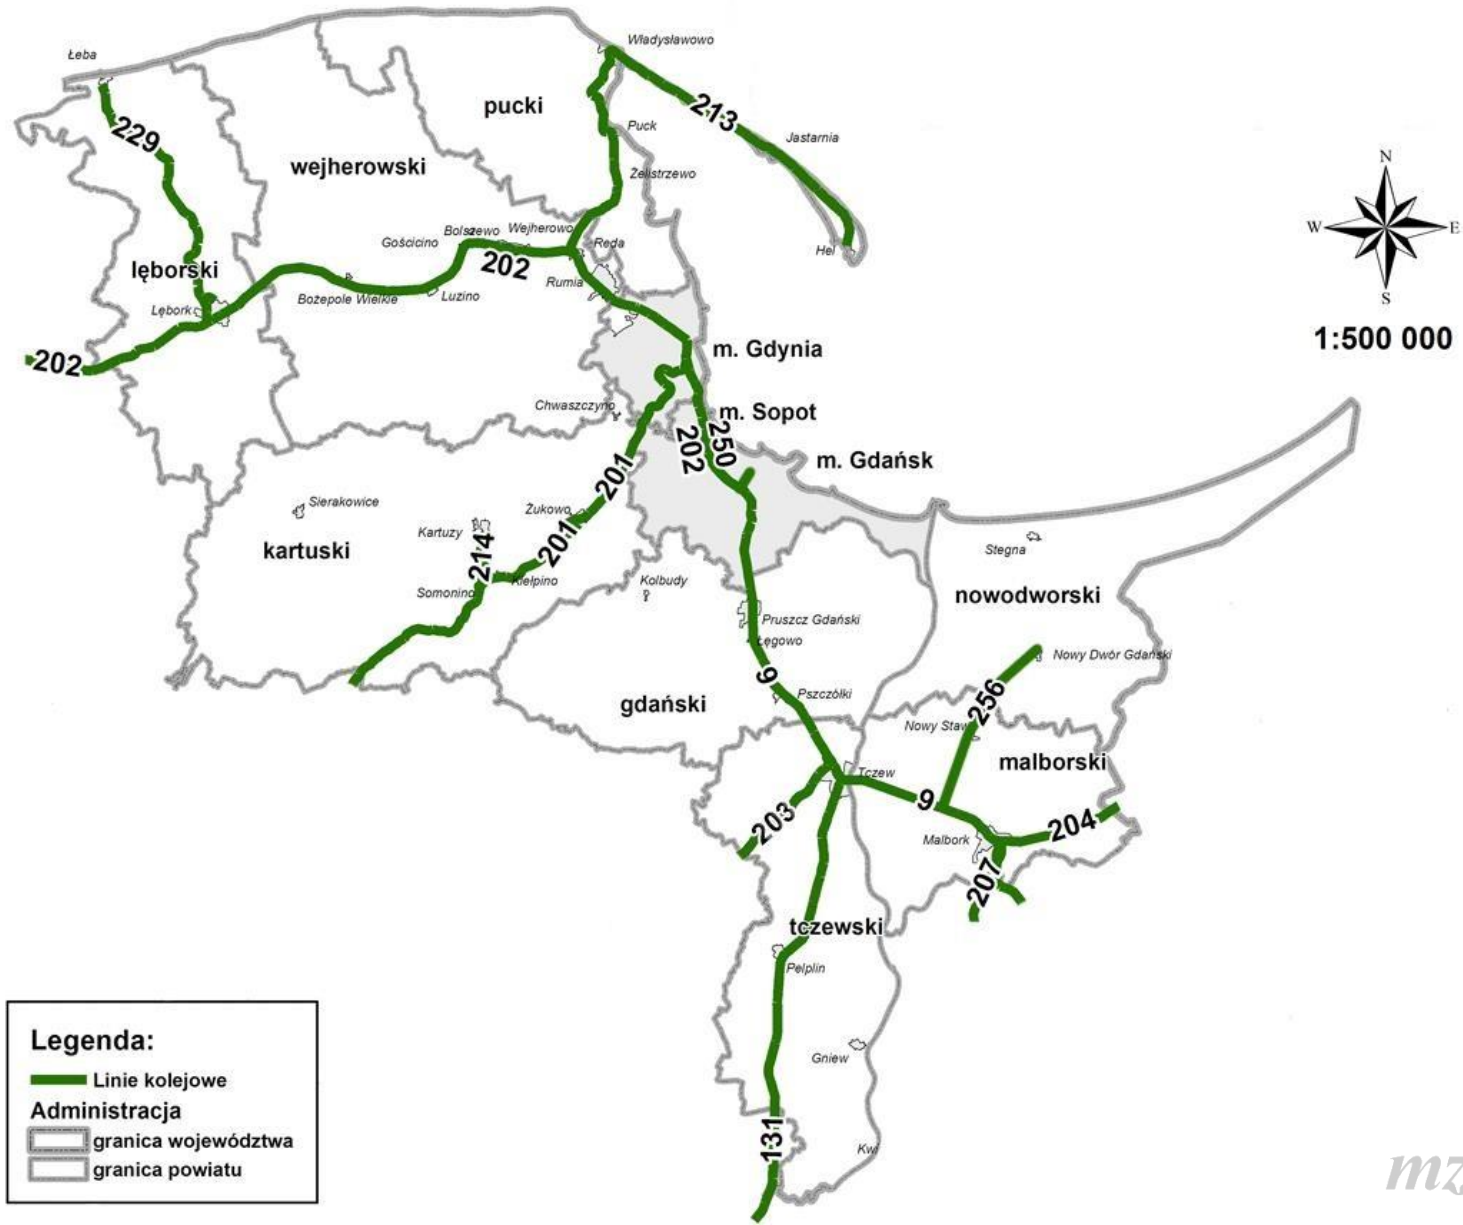 Łeba
Władysławowo
213
pucki
229
Puck
Jastarnia
wejherowski
Żelistrzewo
N
W
E
S
Bolszewo
Wejherowo
Gościcino
Reda
Hel
202
lęborski
Rumia
Bożepole Wielkie
Luzino
Lębork
1:500 000
m. Gdynia
202
Chwaszczyno
m. Sopot
250
202
m. Gdańsk
201
Sierakowice
Żukowo
Kartuzy
kartuski
201
Stegna
214
Kiełpino
Kolbudy
Somonino
nowodworski
Pruszcz Gdański
Łęgowo
Nowy Dwór Gdański
9
Pszczółki
256
gdański
Nowy Staw
malborski
Tczew
9
203
204
Malbork
207
tczewski
Pelplin
Legenda:
Gniew
Linie kolejowe
Administracja
granica województwa
131
Kwi
granica powiatu
mz